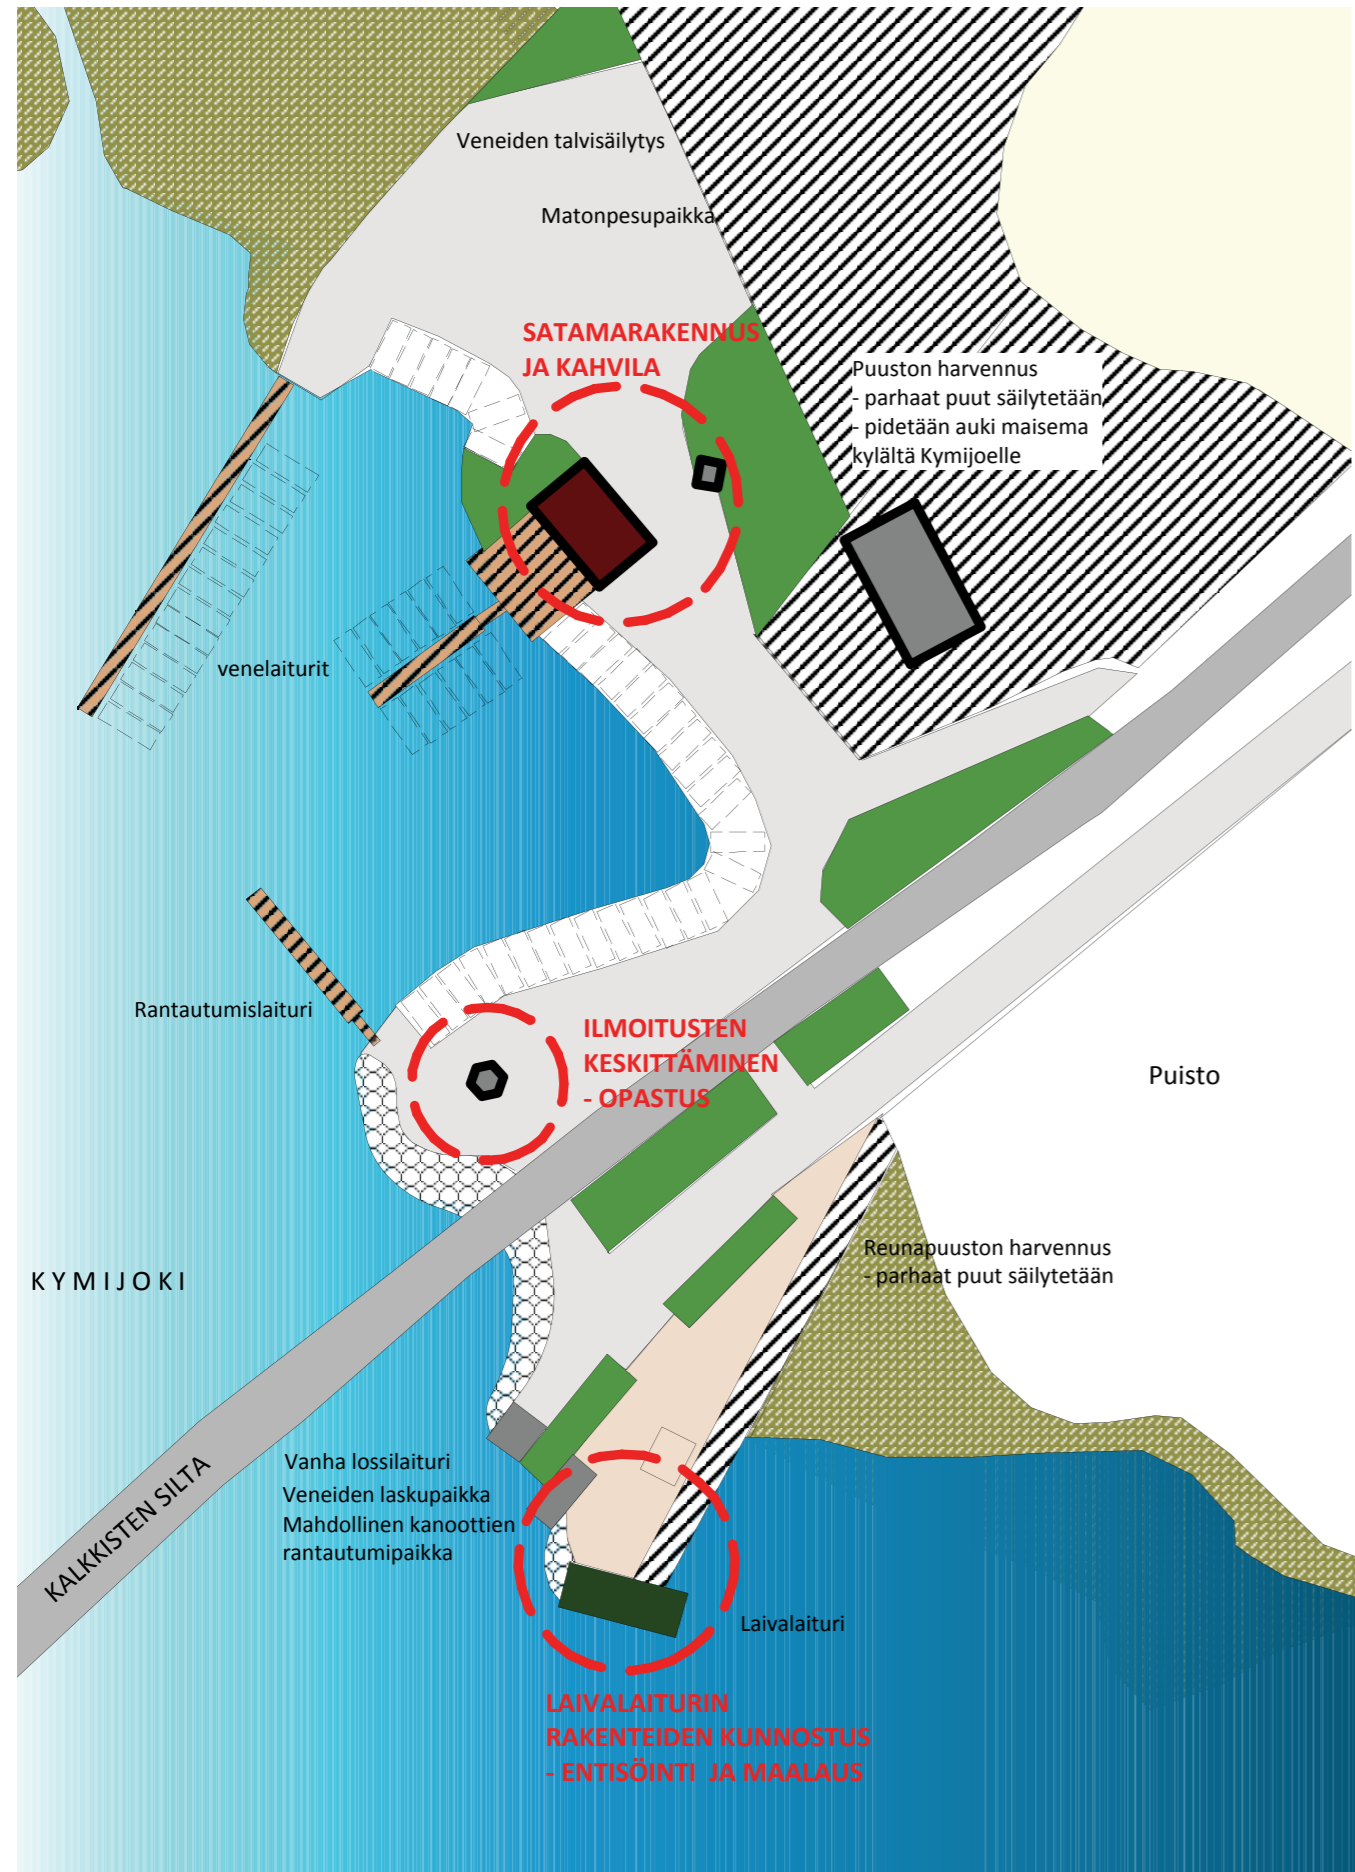 Veneiden talvisäilytys
Matonpesupaikka
SATAMARAKENNUS
JA KAHVILA
Puuston harvennus
- parhaat puut säilytetään
- pidetään auki maisema
kylältä Kymijoelle
venelaiturit
Rantautumislaituri
ILMOITUSTEN
KESKITTÄMINEN
- OPASTUS
Puisto
Reunapuuston harvennus
- parhaat puut säilytetään
KYMIJOKI
KALKKISTEN SILTA
Vanha lossilaituri
Veneiden laskupaikka
Mahdollinen kanoottien
rantautumipaikka
Laivalaituri
LAIVALAITURIN
RAKENTEIDEN KUNNOSTUS
- ENTISÖINTI JA MAALAUS